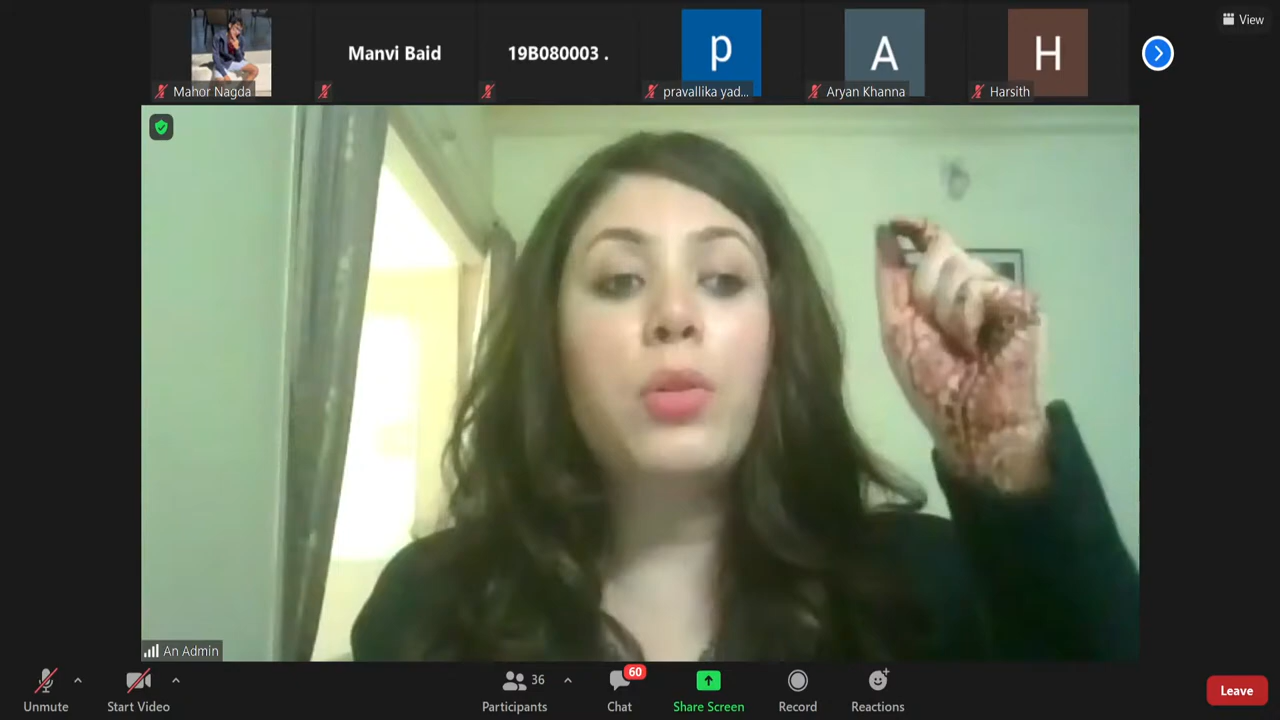 View
Manvi Baid
19B080003 .
p
A
H
Mahor Nagda
pravallika yad...
Aryan Khanna
Harsith
An Admin
60
36
Unmute
Start Video
Participants
Chat
Share Screen
Record
Reactions
Leave